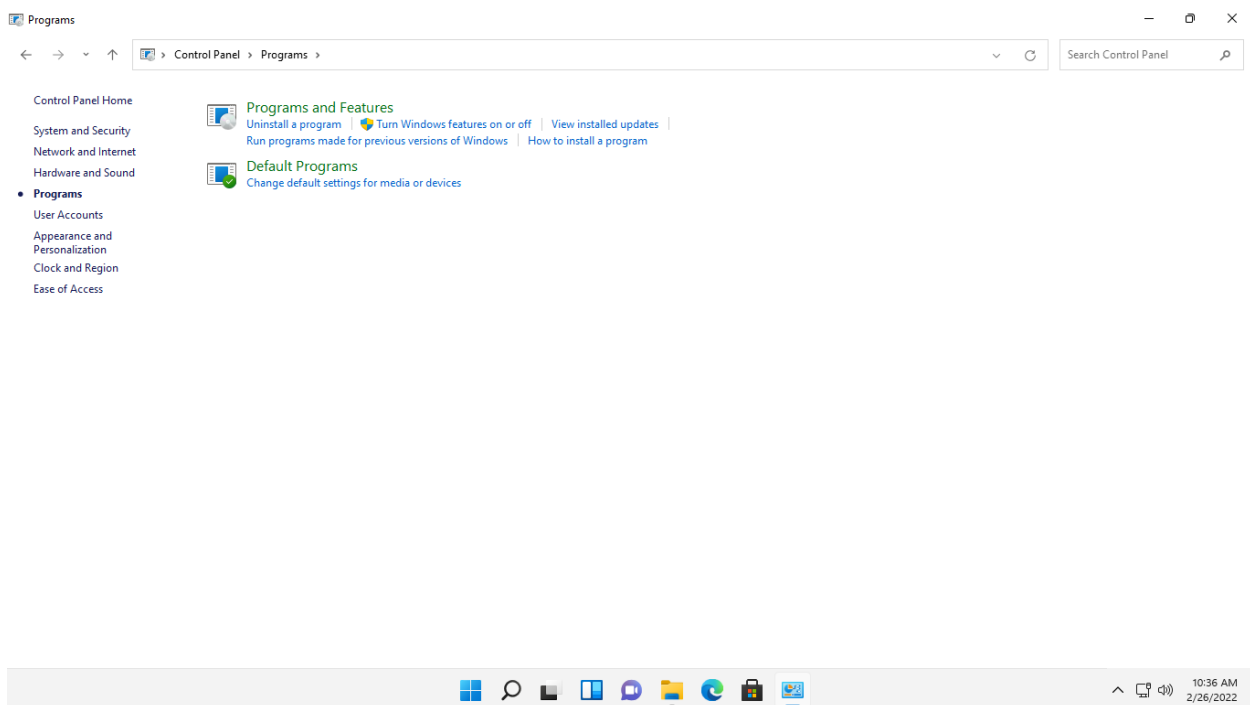 Programs
Control Panel > Programs >
Search Control Panel
Control Panel Home
System and Security
Network and Internet
Hardware and Sound
Programs
User Accounts
Appearance and
Personalization
Clock and Region
Ease of Access
Programs and Features
Uninstall a program
Turn Windows features on or off
View installed updates
Run programs made for previous versions of Windows
How to install a program
Default Programs
Change default settings for media or devices
10:36 AM
2/26/2022